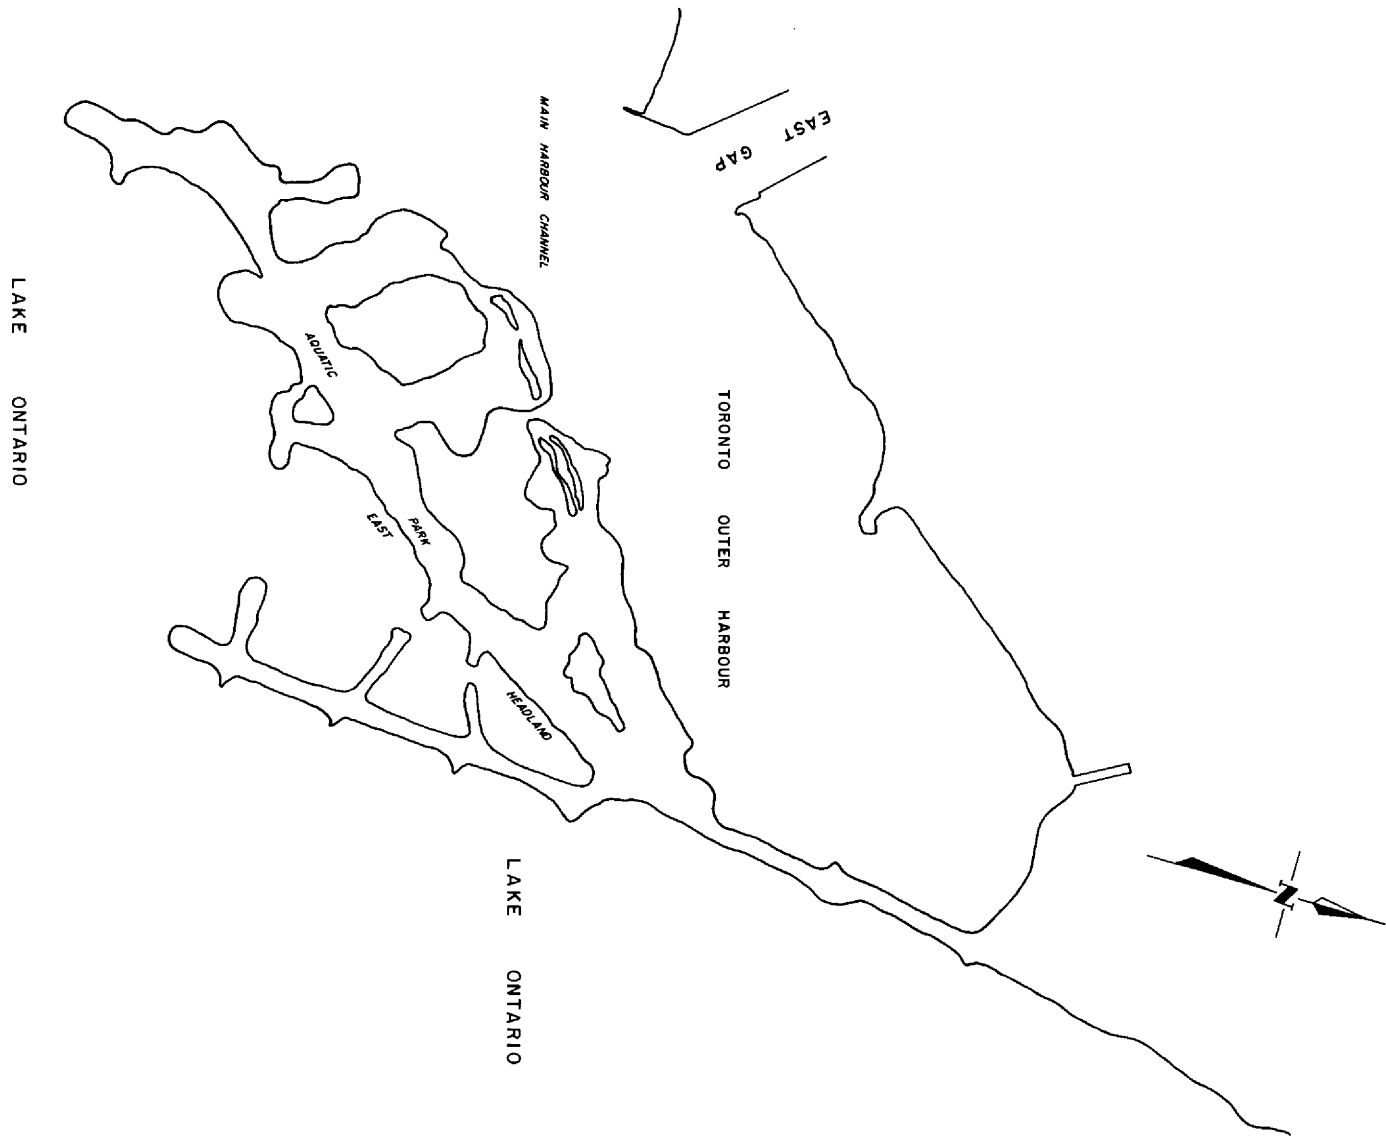 EAST GAP
MAIN HARBOUR CHANNEL
TORONTO OUTER HARBOUR
AQUATIC
PARK
EAST
HEADLAND
LAKE ONTARIO
LAKE ONTARIO
N